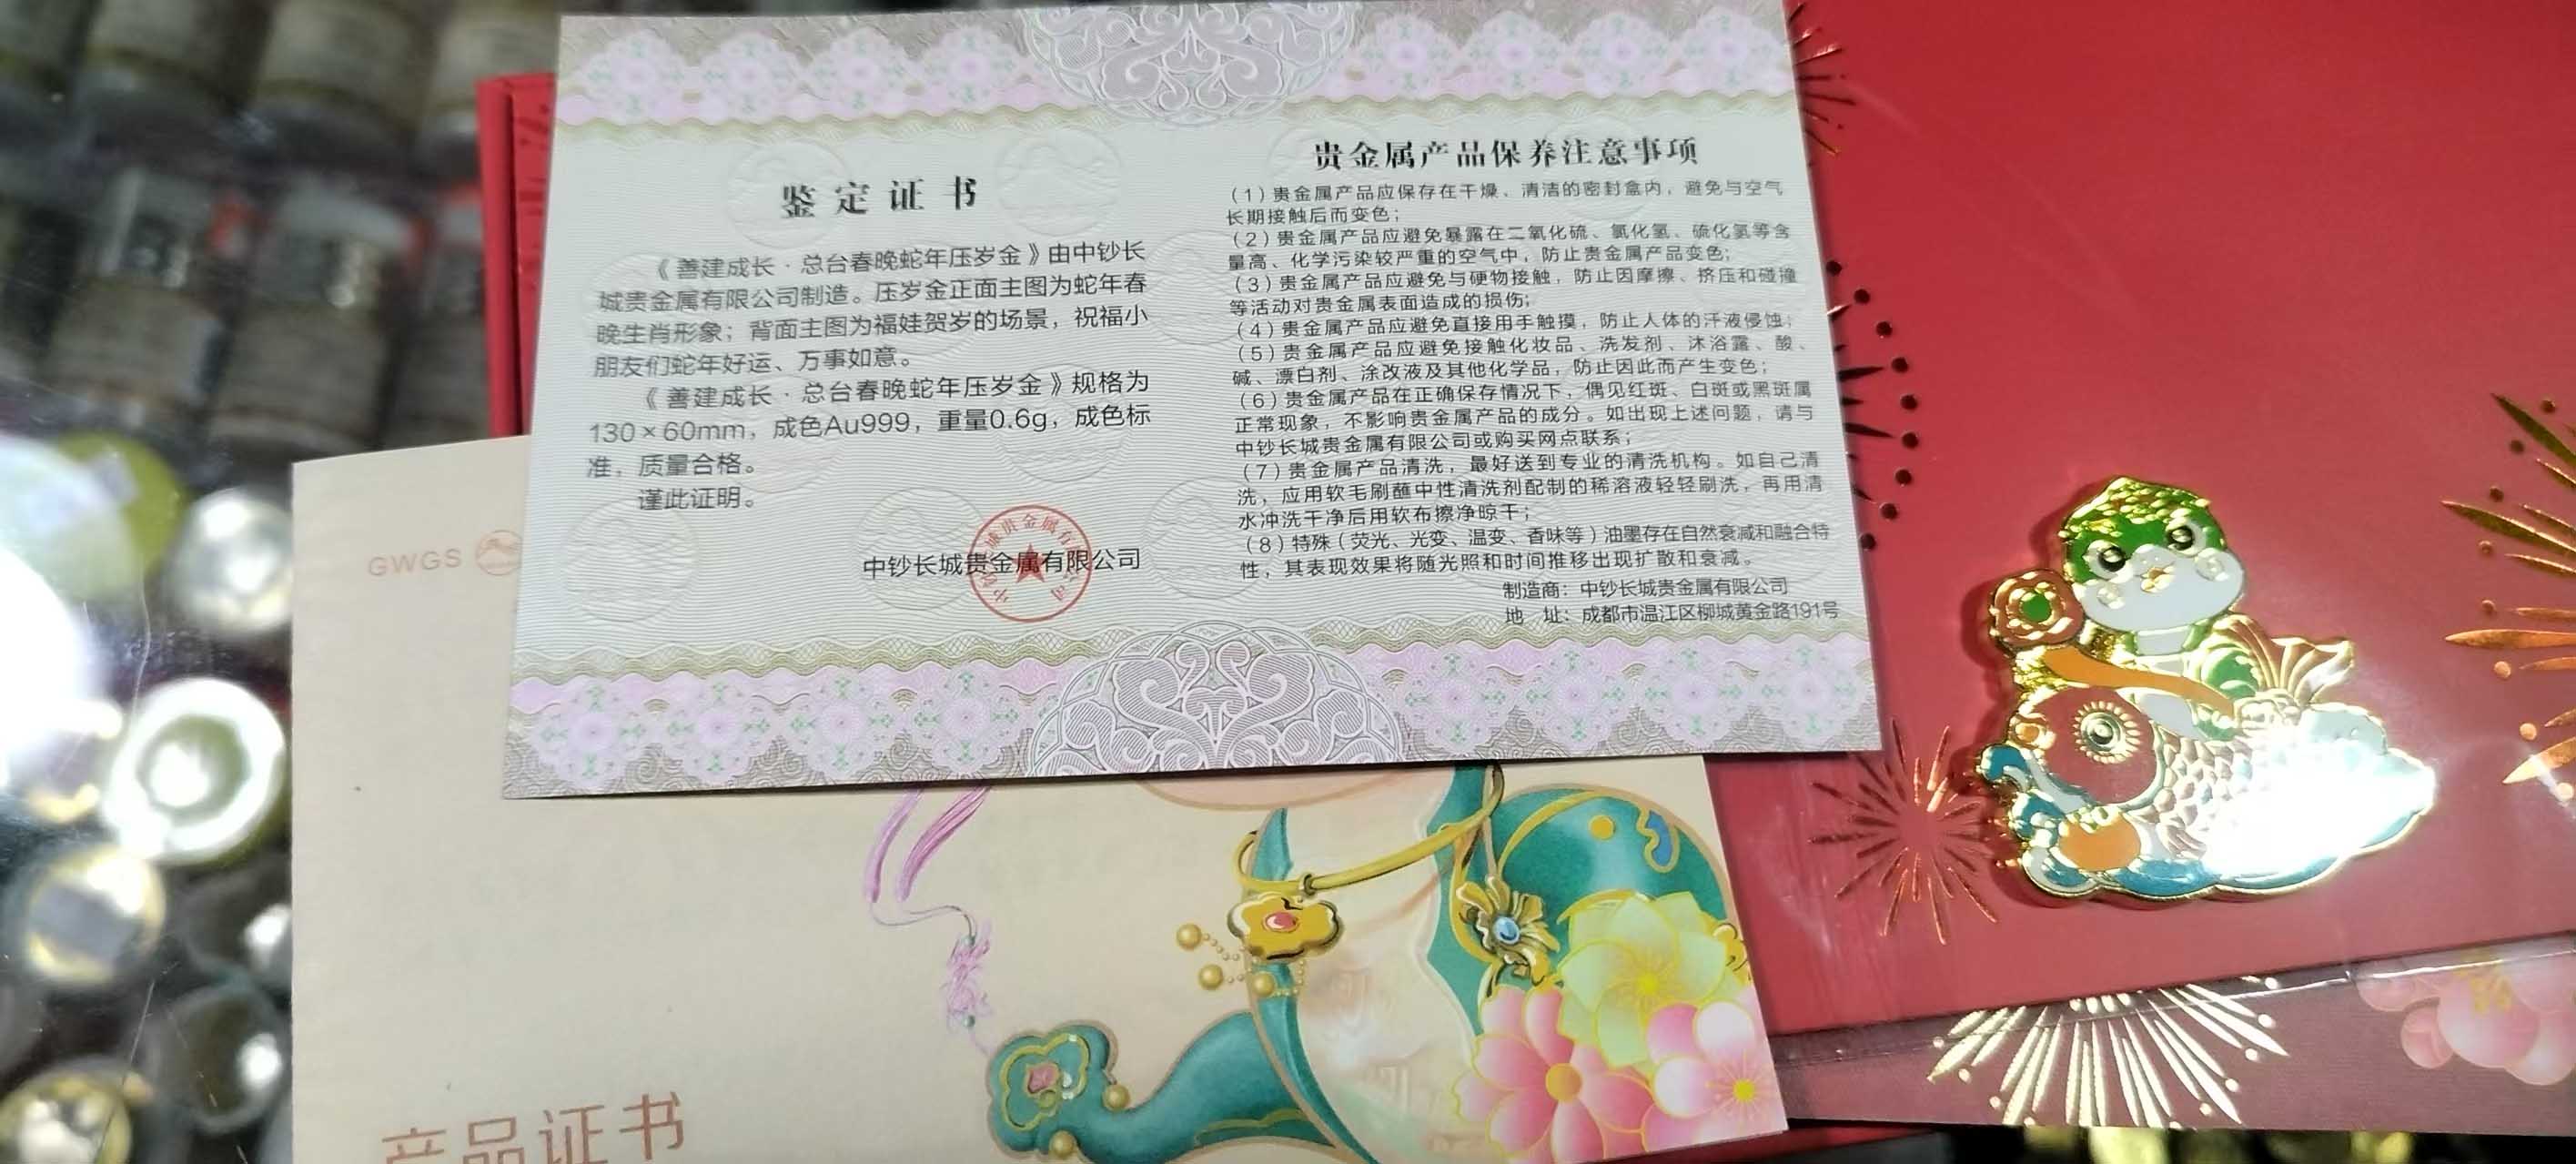 鉴定证书
《善建成长·总台春晚蛇年压岁金》由中钞长
城贵金属有限公司制造。压岁金正面主图为蛇年春
晚生肖形象；背面主图为福娃贺岁的场景，祝福小
朋友们蛇年好运、万事如意。
《善建成长·总台春晚蛇年压岁金》规格为
130×60mm，成色Au999，重量0.6g，成色标
准，质量合格。
谨此证明。
中钞长城贵金属有限公司
贵金属产品保养注意事项
（1）贵金属产品应保存在干燥、清洁的密封盒内，避免与空气
长期接触后而变色；
（2）贵金属产品应避免暴露在二氧化硫、氯化氢、硫化氢等含
量高、化学污染较严重的空气中，防止贵金属产品变色；
（3）贵金属产品应避免与硬物接触，防止因摩擦、挤压和碰撞
等活动对贵金属表面造成的损伤；
（4）贵金属产品应避免直接用手触摸，防止人体的汗液侵蚀；
（5）贵金属产品应避免接触化妆品、洗发剂、沐浴露、酸、
碱、漂白剂、涂改液及其他化学品，防止因此而产生变色；
（6）贵金属产品在正确保存情况下，偶见红斑、白斑或黑斑属
正常现象，不影响贵金属产品的成分。如出现上述问题，请与
中钞长城贵金属有限公司或购买网点联系；
（7）贵金属产品清洗，最好送到专业的清洗机构。如自己清
洗，应用软毛刷蘸中性清洗剂配制的稀溶液轻轻刷洗，再用清
水冲洗干净后用软布擦净晾干；
（8）特殊（荧光、光变、温变、香味等）油墨存在自然衰减和融合特
性，其表现效果将随光照和时间推移出现扩散和衰减。
制造商：中钞长城贵金属有限公司
地 址：成都市温江区柳城黄金路191号
GWGS
产品证书